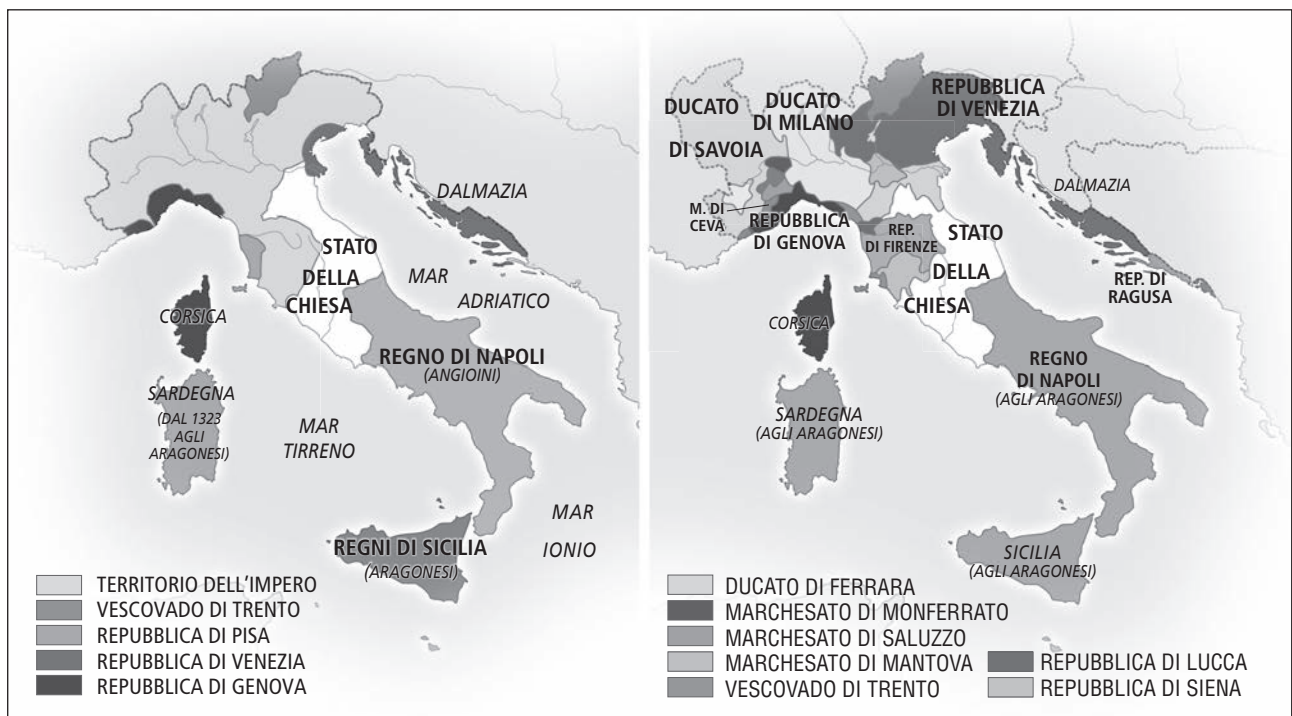 DALMAZIA
STATO
DELLA
CHIESA
MAR
ADRIATICO
CORSICA
REGNO DI NAPOLI
(ANGIOINI)
SARDEGNA
(DAL 1323
AGLI
ARAGONESI)
MAR
TIRRENO
MAR
IONIO
REGNI DI SICILIA
(ARAGONESI)
TERRITORIO DELL'IMPERO
VESCOVADO DI TRENTO
REPUBBLICA DI PISA
REPUBBLICA DI VENEZIA
REPUBBLICA DI GENOVA
DUCATO
DI SAVOIA
DUCATO
DI MILANO
REPUBBLICA
DI VENEZIA
DALMAZIA
M. DI
CEVA
REPUBBLICA
DI GENOVA
REP.
DI FIRENZE
STATO
DELLA
CHIESA
REP. DI
RAGUSA
CORSICA
REGNO
DI NAPOLI
(AGLI ARAGONESI)
SARDEGNA
(AGLI ARAGONESI)
SICILIA
(AGLI ARAGONESI)
DUCATO DI FERRARA
MARCHESATO DI MONFERRATO
MARCHESATO DI SALUZZO
MARCHESATO DI MANTOVA
VESCOVADO DI TRENTO
REPUBBLICA DI LUCCA
REPUBBLICA DI SIENA